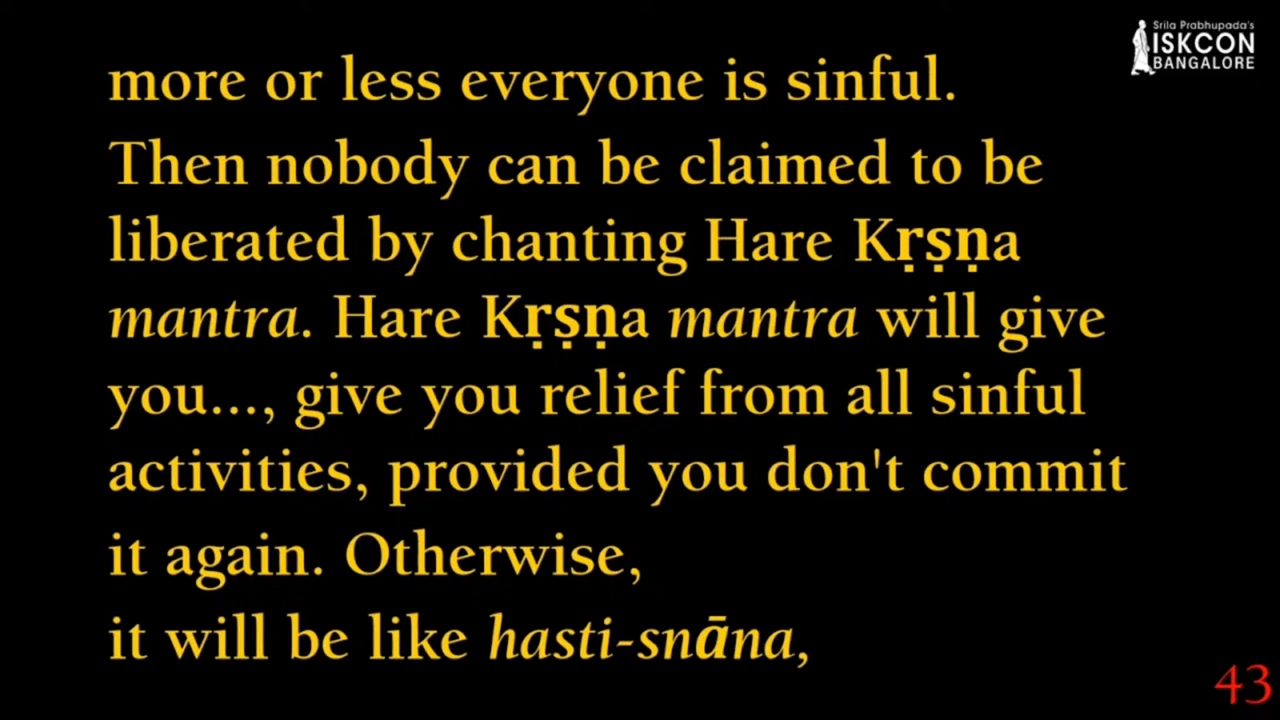 Srila Prabhupada's
ISKCON
BANGALORE
more or less everyone is sinful.
Then nobody can be claimed to be
liberated by chanting Hare Kṛṣṇa
mantra. Hare Kṛṣṇa mantra will give
you..., give you relief from all sinful
activities, provided you don't commit
it again. Otherwise,
it will be like hasti-snāna,
43